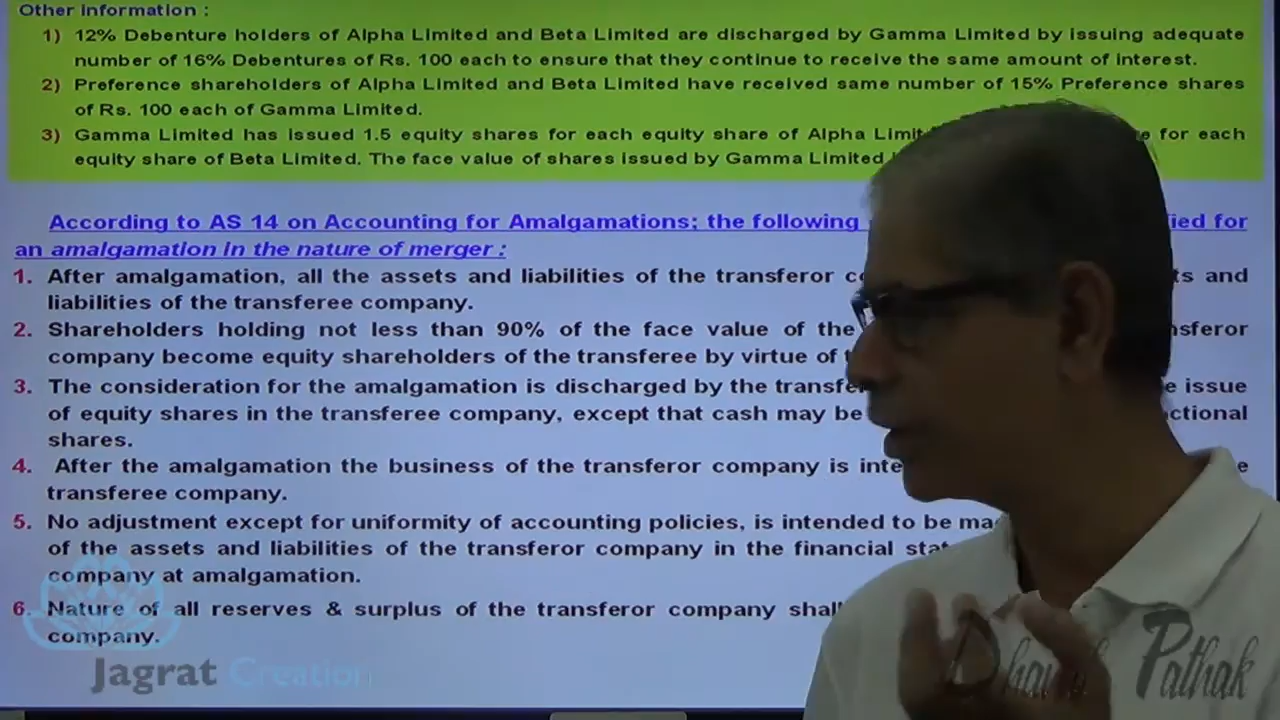 Other Information :
1) 12% Debenture holders of Alpha Limited and Beta Limited are discharged by Gamma Limited by issuing adequate
number of 16% Debentures of Rs. 100 each to ensure that they continue to receive the same amount of interest.
2) Preference shareholders of Alpha Limited and Beta Limited have received same number of 15% Preference shares
of Rs. 100 each of Gamma Limited.
3) Gamma Limited has issued 1.5 equity shares for each equity share of Alpha for each
equity share of Beta Limited. The face value of shares issued by Gamma Limited
According to AS 14 on Accounting for Amalgamations; the following for
an amalgamation in the nature of merger :
1. After amalgamation, all the assets and liabilities of the transferor and
liabilities of the transferee company.
2. Shareholders holding not less than 90% of the face value of the
company become equity shareholders of the transferee by virtue of
3. The consideration for the amalgamation is discharged by the issue
of equity shares in the transferee company, except that cash may be
shares.
4. After the amalgamation the business of the transferor company is
transferee company.
5. No adjustment except for uniformity of accounting policies, is intended to be
of the assets and liabilities of the transferor company in the financial
company at amalgamation.
6. Nature of all reserves & surplus of the transferor company
company.
Jagrat Creation
Pathak